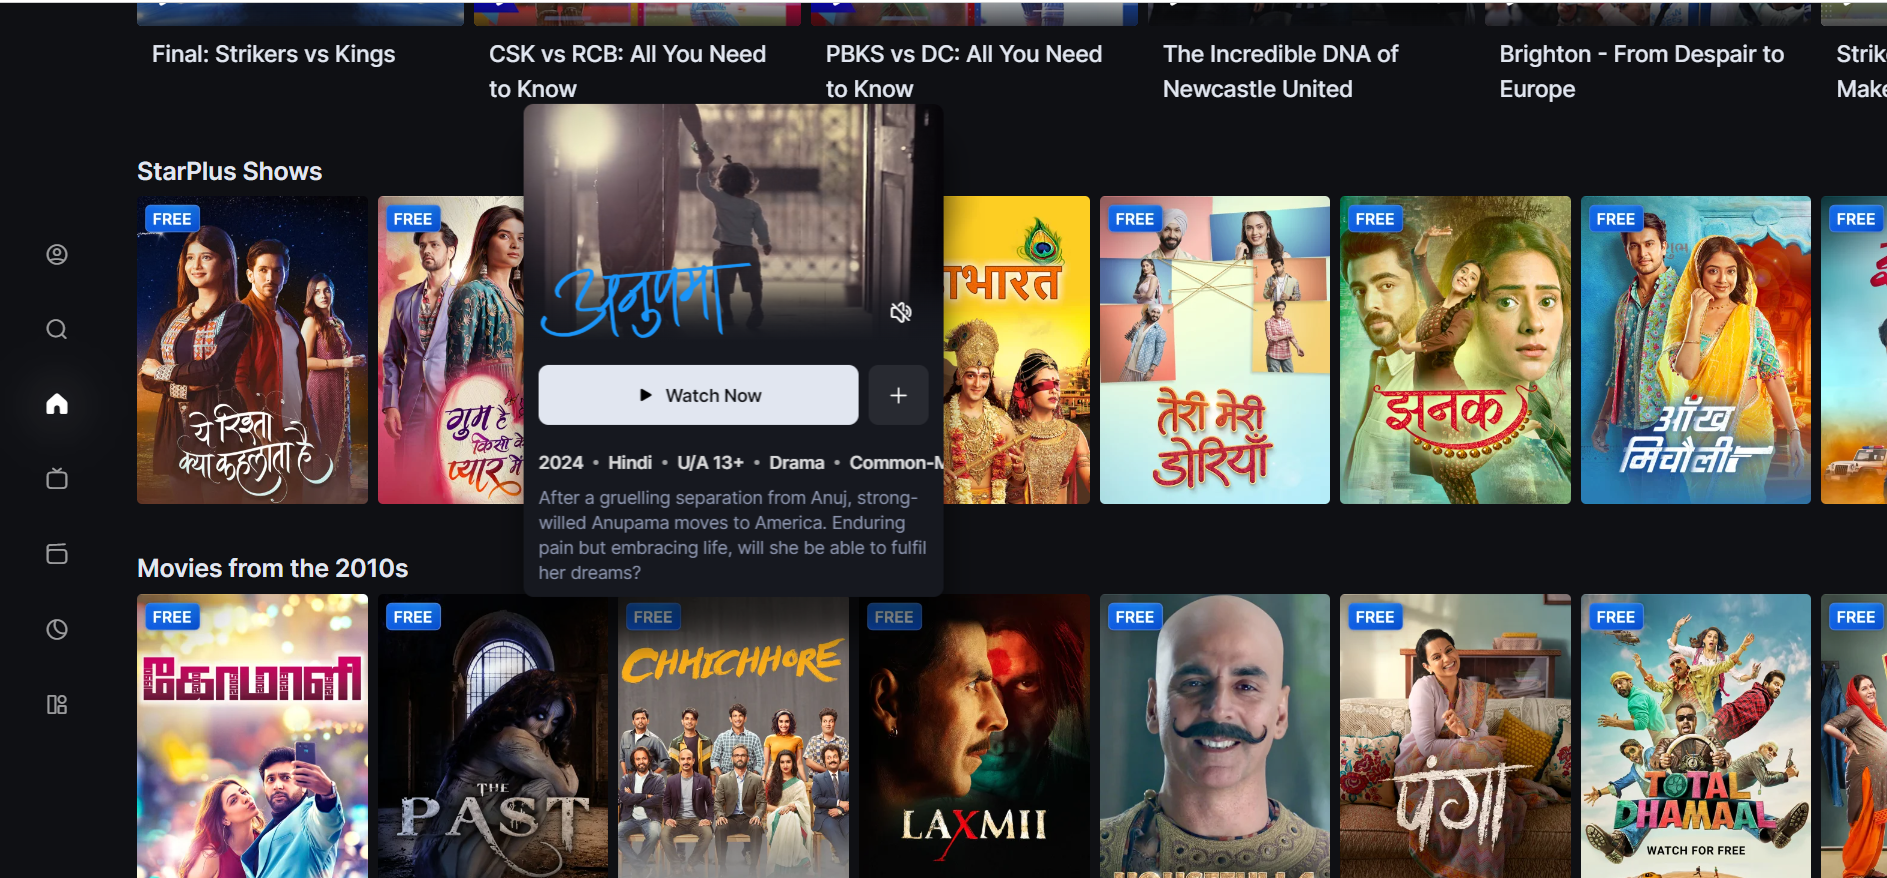 Final: Strikers vs Kings
CSK vs RCB: All You Need
to Know
PBKS vs DC: All You Need
to Know
The Incredible DNA of
Newcastle United
Brighton - From Despair to
Europe
Strik
Make
StarPlus Shows
FREE
ये रिश्ता
क्या कहलाता है
FREE
गुम है
किसी के
प्यार में
अनुपमा
Watch Now
2024 • Hindi • U/A 13+ • Drama • Common-M
After a gruelling separation from Anuj, strong-
willed Anupama moves to America. Enduring
pain but embracing life, will she be able to fulfil
her dreams?
भारत
FREE
तेरी मेरी
डोरियाँ
FREE
झनक
FREE
आँख
मिचौली
FREE
Movies from the 2010s
FREE
கோமாளி
FREE
THE
PAST
FREE
CHHICHHORE
FREE
LAXMII
FREE
HOUSEFULL 4
FREE
पंगा
FREE
TOTAL
DHAMAAL
WATCH FOR FREE
FREE